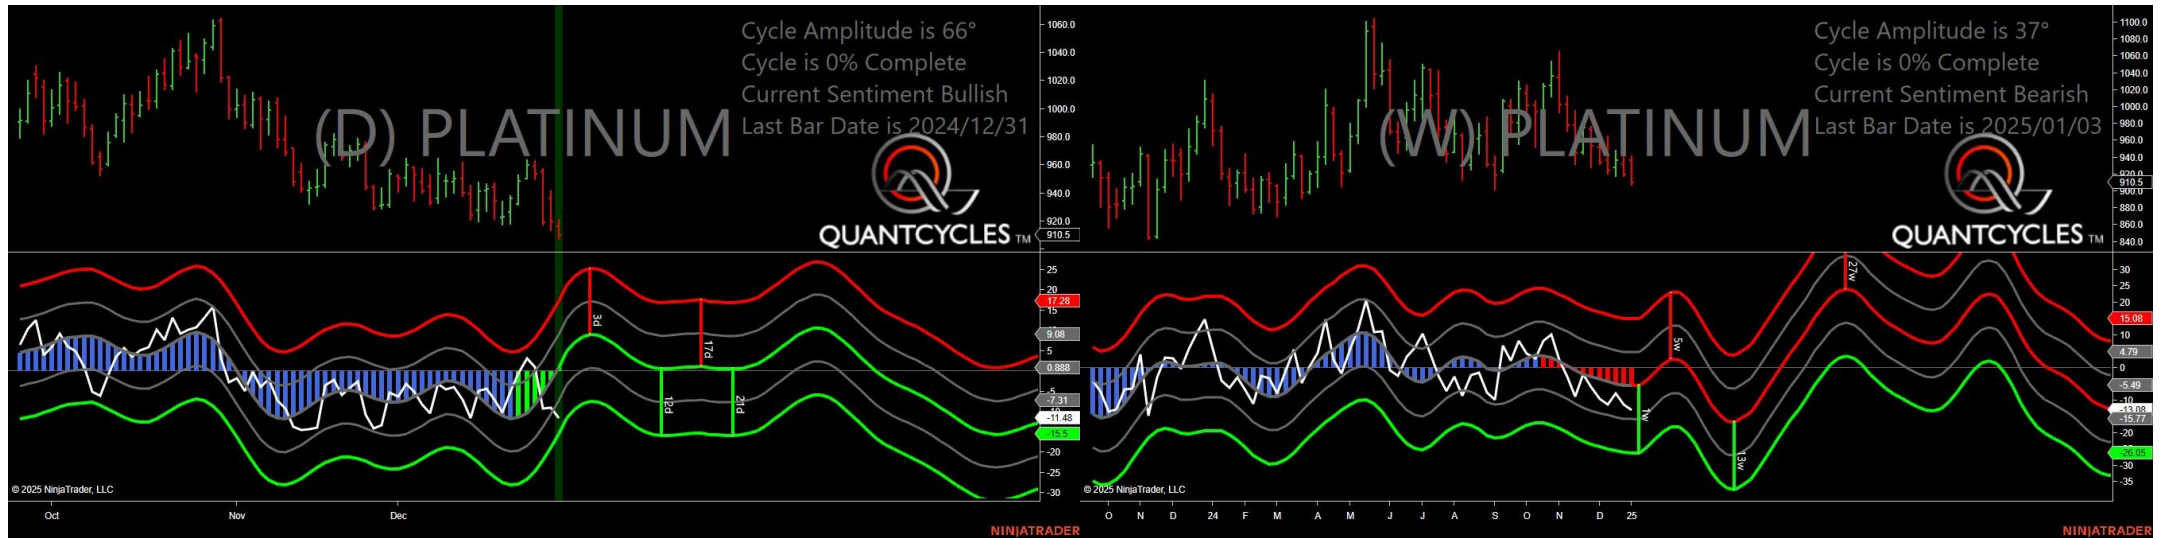 Cycle Amplitude is 66°
Cycle is 0% Complete
Current Sentiment Bullish
Last Bar Date is 2024/12/31
(D) PLATINUM
QUANTCYCLES TM
1060.0
1040.0
1020.0
1000.0
980.0
960.0
940.0
920.0
910.5
25
20
17.28
9.08
5
0.888
-5
-7.31
-11.48
-15.5
-20
-25
-30
3d
17d
12d
21d
© 2025 NinjaTrader, LLC
Oct
Nov
Dec
NINJATRADER
Cycle Amplitude is 37°
Cycle is 0% Complete
Current Sentiment Bearish
Last Bar Date is 2025/01/03
(W) PLATINUM
QUANTCYCLES TM
1100.0
1080.0
1060.0
1040.0
1020.0
1000.0
980.0
960.0
940.0
920.0
910.5
900.0
880.0
860.0
840.0
30
25
20
15.08
10
4.79
0
-5.49
-10
-13.08
-15.77
-20
-26.05
-30
-35
5w
27w
1w
13w
© 2025 NinjaTrader, LLC
O N D 24 F M A M J J A S O N D 25
NINJATRADER